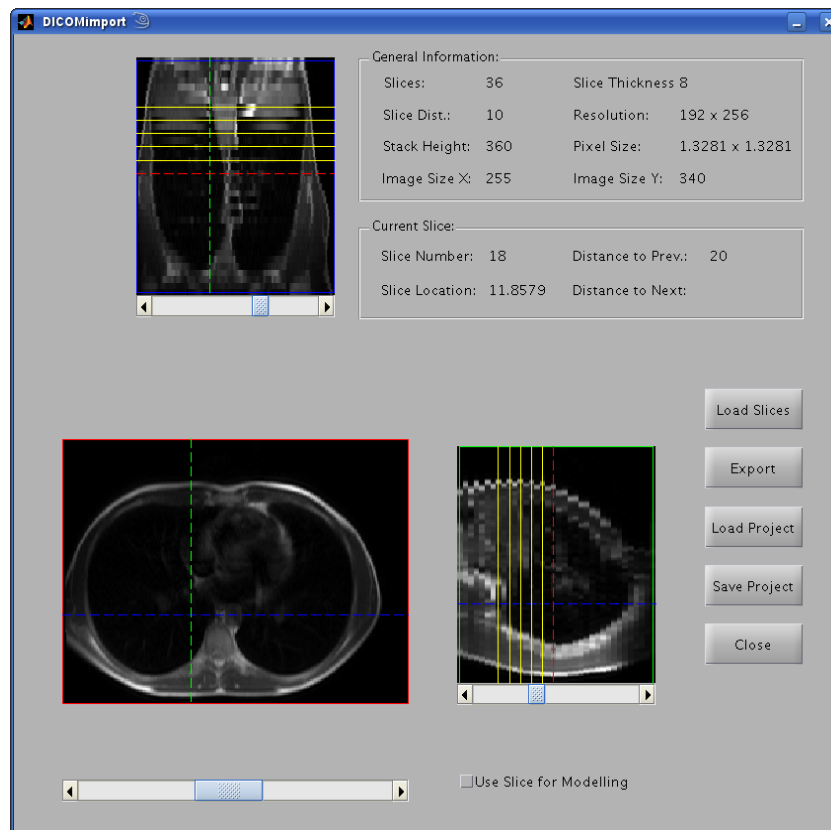 DICOMimport
General Information:
Slices: 36 Slice Thickness 8
Slice Dist.: 10 Resolution: 192 x 256
Stack Height: 360 Pixel Size: 1.3281 x 1.3281
Image Size X: 255 Image Size Y: 340
Current Slice:
Slice Number: 18 Distance to Prev.: 20
Slice Location: 11.8579 Distance to Next:
Load Slices
Export
Load Project
Save Project
Close
Use Slice for Modelling